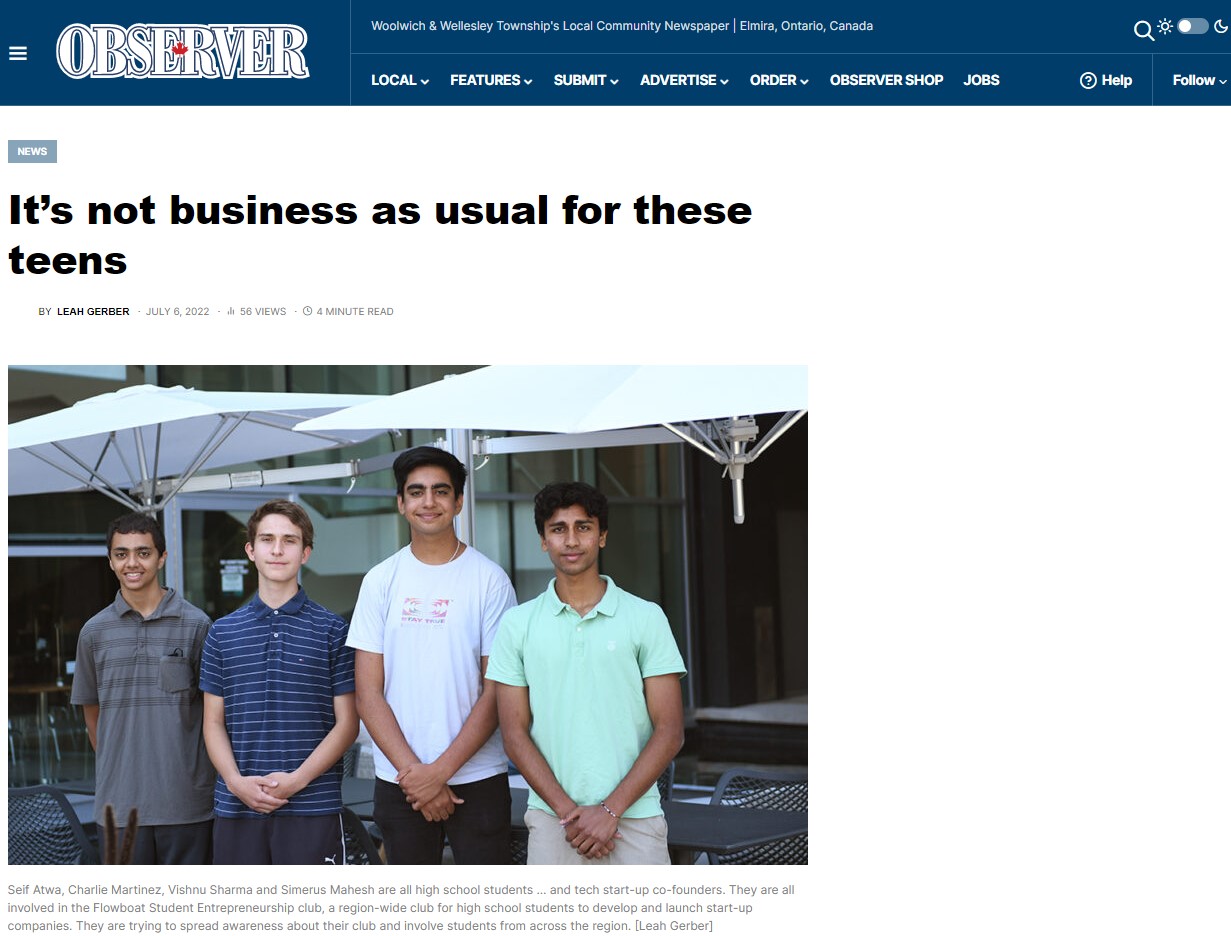 OBSERVER
Woolwich & Wellesley Township's Local Community Newspaper | Elmira, Ontario, Canada
LOCAL FEATURES SUBMIT ADVERTISE ORDER OBSERVER SHOP JOBS Help Follow
NEWS
It’s not business as usual for these
teens
BY LEAH GERBER · JULY 6, 2022 · 56 VIEWS · 4 MINUTE READ
STAY TRUE
Seif Atwa, Charlie Martinez, Vishnu Sharma and Simerus Mahesh are all high school students ... and tech start-up co-founders. They are all
involved in the Flowboat Student Entrepreneurship club, a region-wide club for high school students to develop and launch start-up
companies. They are trying to spread awareness about their club and involve students from across the region. [Leah Gerber]